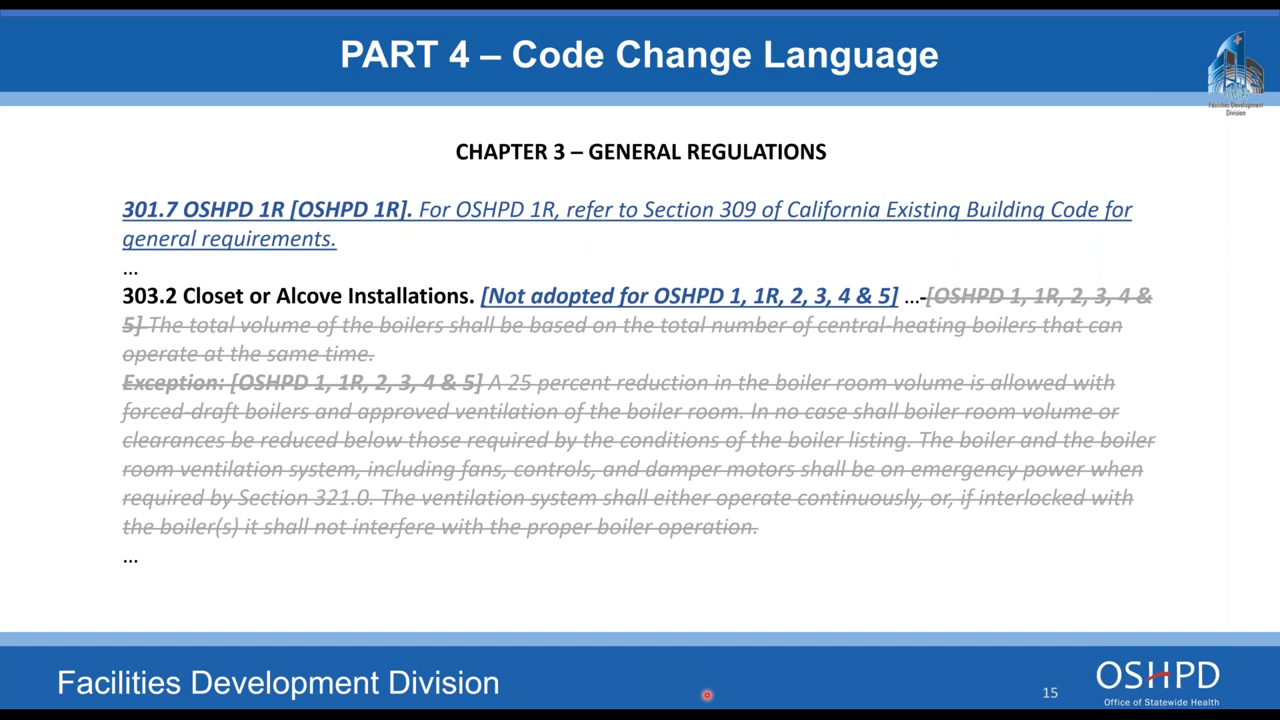 PART 4 – Code Change Language
Facilities Development
Division
CHAPTER 3 – GENERAL REGULATIONS
301.7 OSHPD 1R [OSHPD 1R]. For OSHPD 1R, refer to Section 309 of California Existing Building Code for
general requirements.
...
303.2 Closet or Alcove Installations. [Not adopted for OSHPD 1, 1R, 2, 3, 4 & 5] ... [OSHPD 1, 1R, 2, 3, 4 &
5] The total volume of the boilers shall be based on the total number of central-heating boilers that can
operate at the same time.
Exception: [OSHPD 1, 1R, 2, 3, 4 & 5] A 25 percent reduction in the boiler room volume is allowed with
forced-draft boilers and approved ventilation of the boiler room. In no case shall boiler room volume or
clearances be reduced below those required by the conditions of the boiler listing. The boiler and the boiler
room ventilation system, including fans, controls, and damper motors shall be on emergency power when
required by Section 321.0. The ventilation system shall either operate continuously, or, if interlocked with
the boiler(s) it shall not interfere with the proper boiler operation.
...
Facilities Development Division
15
OSHPD
Office of Statewide Health